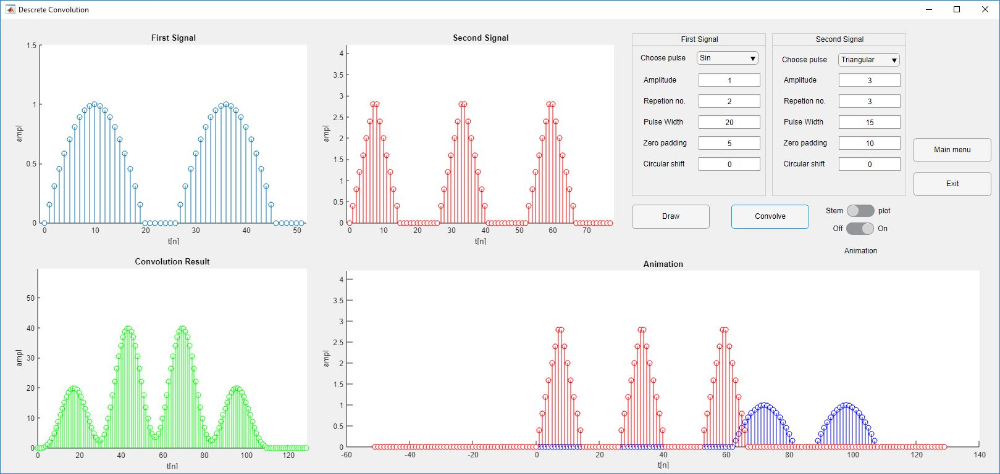 Descrete Convolution
First Signal
1.5
1
0.5
0
ampl
0 10 20 30 40 50
t[n]
Second Signal
4
3.5
3
2.5
2
1.5
1
0.5
0
ampl
0 10 20 30 40 50 60 70
t[n]
First Signal
Choose pulse Sin
Amplitude 1
Repetion no. 2
Pulse Width 20
Zero padding 5
Circular shift 0
Second Signal
Choose pulse Triangular
Amplitude 3
Repetion no. 3
Pulse Width 15
Zero padding 10
Circular shift 0
Main menu
Exit
Draw
Convolve
Stem plot
Off On
Animation
Convolution Result
50
40
30
20
10
0
ampl
0 20 40 60 80 100 120
t[n]
Animation
4
3.5
3
2.5
2
1.5
1
0.5
0
ampl
-60 -40 -20 0 20 40 60 80 100 120 140
t[n]